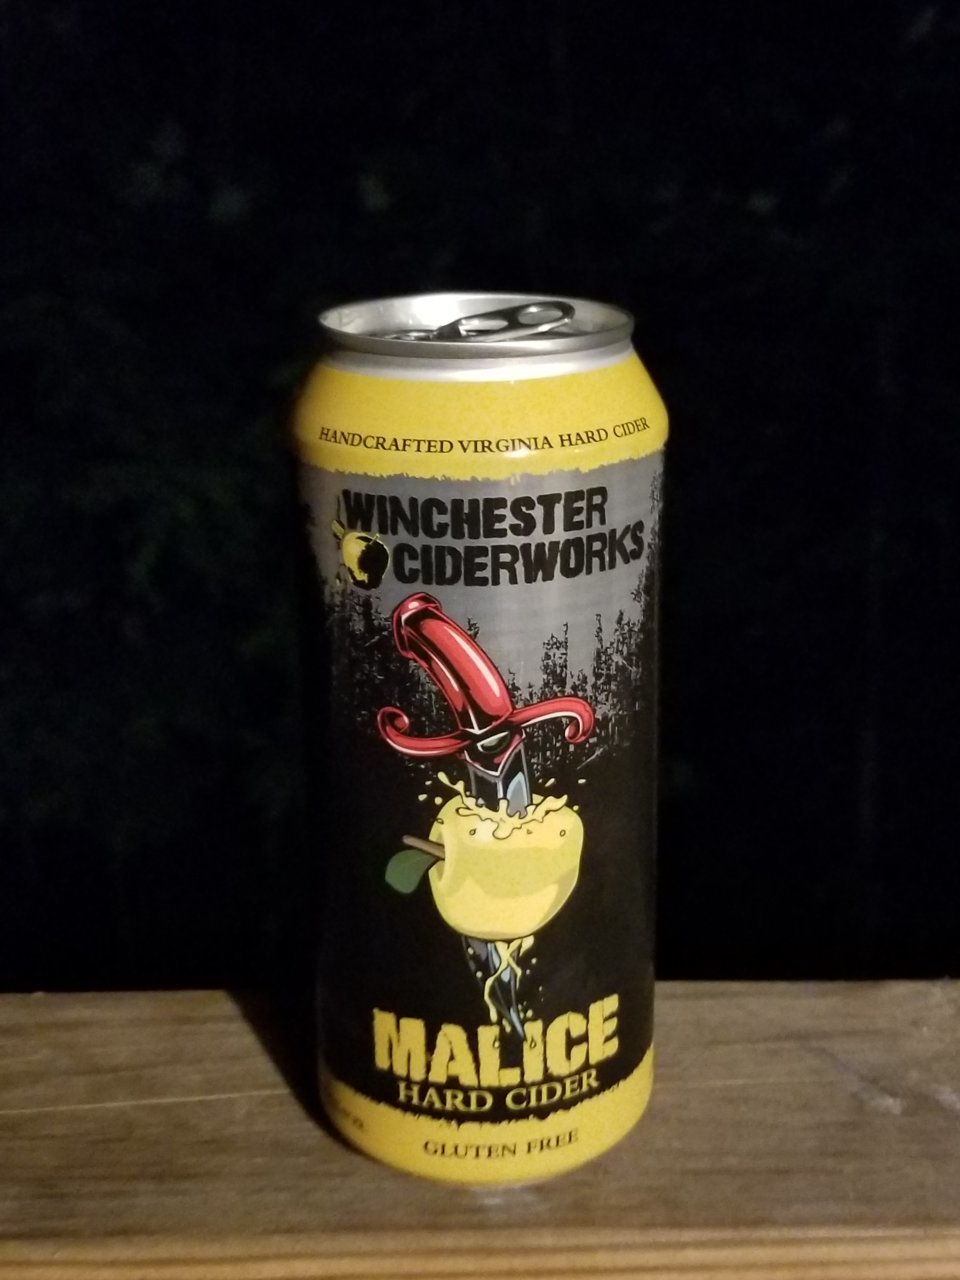 HANDCRAFTED VIRGINIA HARD CIDER
WINCHESTER
CIDERWORKS
MALICE
HARD CIDER
GLUTEN FREE